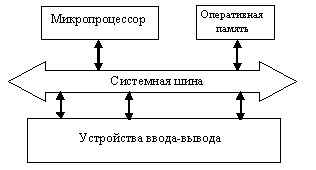 Микропроцессор
Оперативная
память
Системная шина
Устройства ввода-вывода